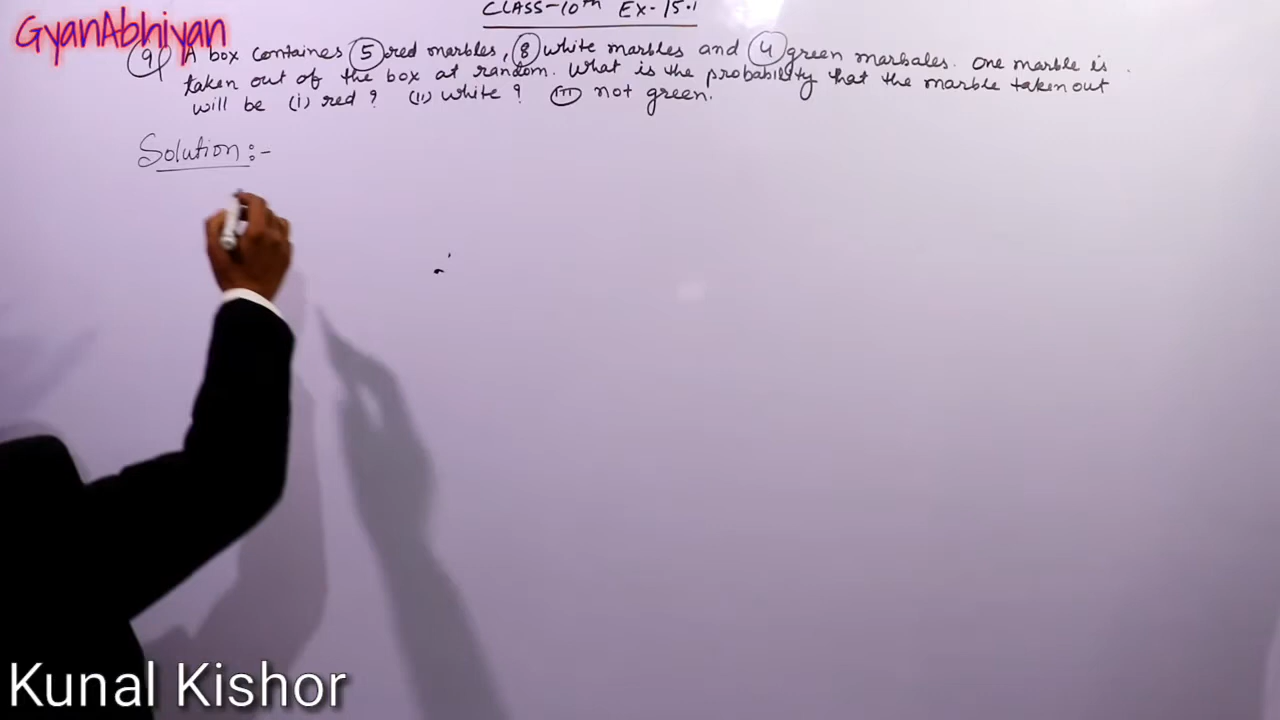 CLASS-10th Ex-15.1
GyanAbhiyan
9) A box containes 5 red marbles, 8 white marbles and 4 green marbales. One marble is
taken out of the box at random. What is the probability that the marble taken out
will be (i) red ? (ii) white ? (iii) not green.
Solution :-
Kunal Kishor